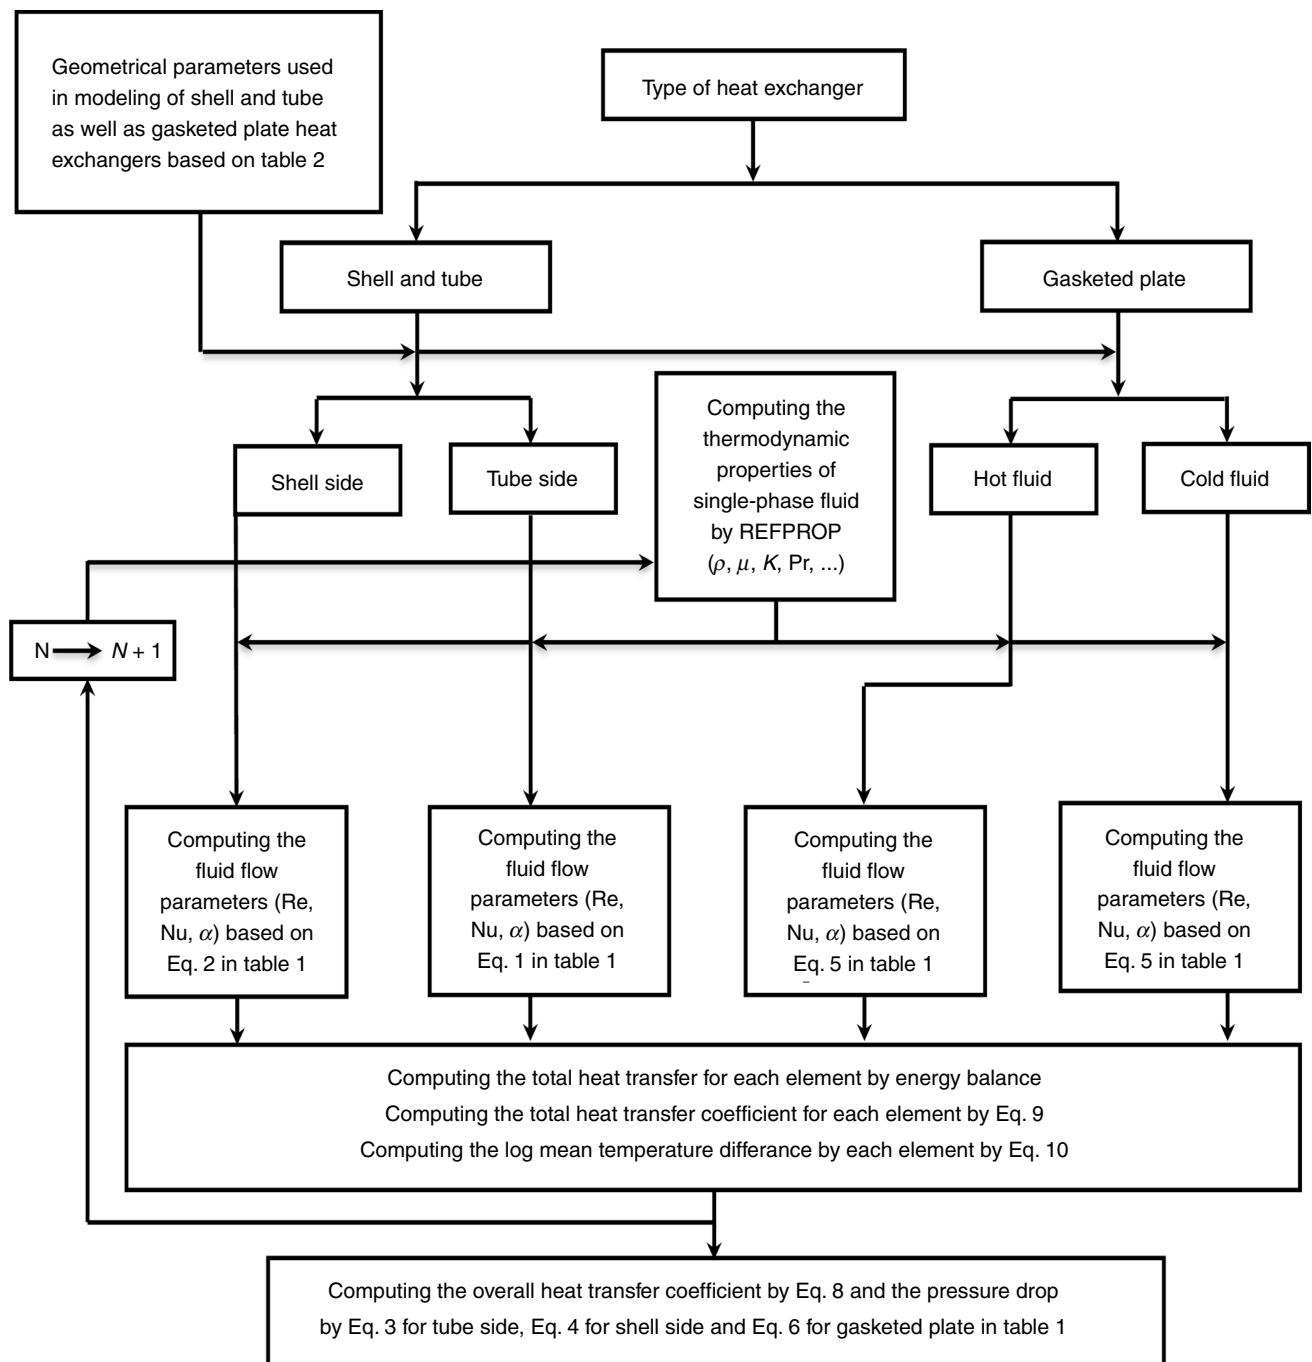 Geometrical parameters used
in modeling of shell and tube
as well as gasketed plate heat
exchangers based on table 2
Type of heat exchanger
Shell and tube
Gasketed plate
Computing the
thermodynamic
properties of
single-phase fluid
by REFPROP
(ρ, μ, K, Pr, ...)
Shell side
Tube side
Hot fluid
Cold fluid
N → N + 1
Computing the
fluid flow
parameters (Re,
Nu, α) based on
Eq. 2 in table 1
Computing the
fluid flow
parameters (Re,
Nu, α) based on
Eq. 1 in table 1
Computing the
fluid flow
parameters (Re,
Nu, α) based on
Eq. 5 in table 1
Computing the
fluid flow
parameters (Re,
Nu, α) based on
Eq. 5 in table 1
Computing the total heat transfer for each element by energy balance
Computing the total heat transfer coefficient for each element by Eq. 9
Computing the log mean temperature differance by each element by Eq. 10
Computing the overall heat transfer coefficient by Eq. 8 and the pressure drop
by Eq. 3 for tube side, Eq. 4 for shell side and Eq. 6 for gasketed plate in table 1